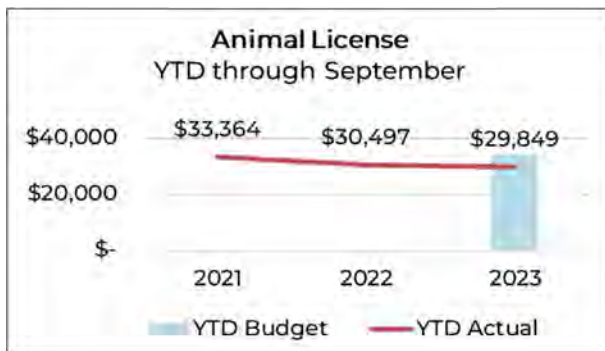 Animal License
YTD through September
$40,000
$33,364
$30,497
$29,849
$20,000
$-
2021
2022
2023
YTD Budget
YTD Actual